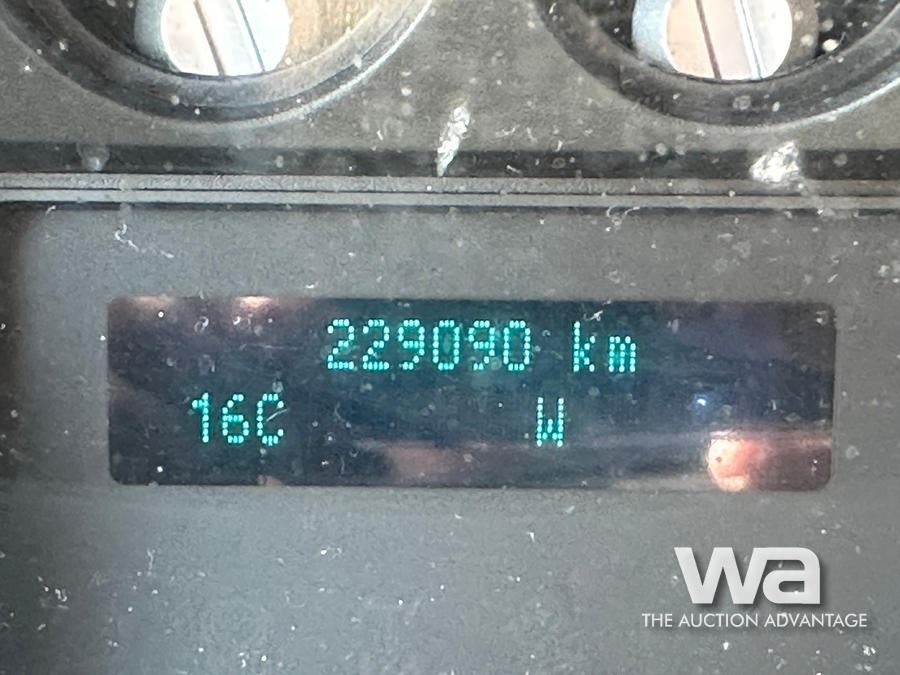 229090 km
16C W
wa
THE AUCTION ADVANTAGE